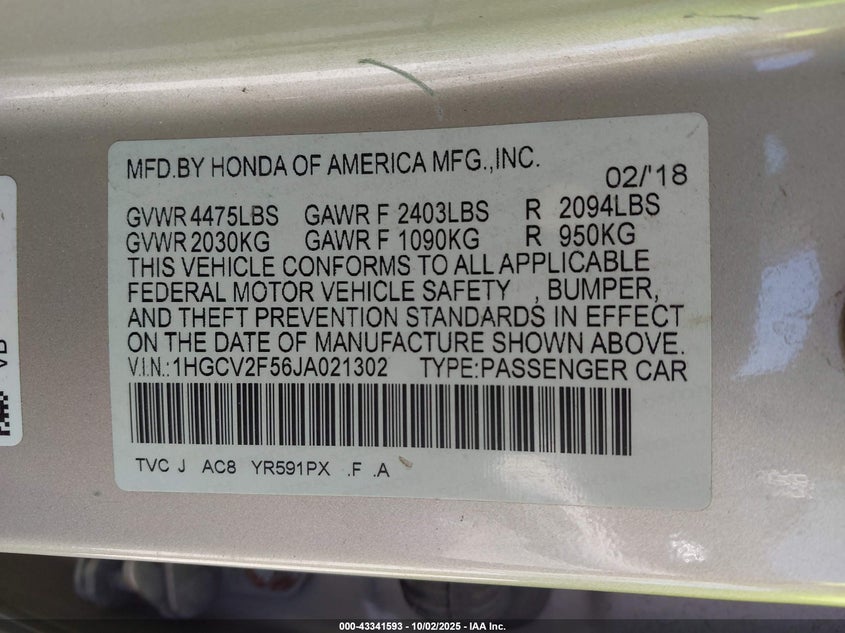 MFD.BY HONDA OF AMERICA MFG.,INC.
02/'18
GVWR 4475LBS GAWR F 2403LBS R 2094LBS
GVWR 2030KG GAWR F 1090KG R 950KG
THIS VEHICLE CONFORMS TO ALL APPLICABLE
FEDERAL MOTOR VEHICLE SAFETY , BUMPER,
AND THEFT PREVENTION STANDARDS IN EFFECT
ON THE DATE OF MANUFACTURE SHOWN ABOVE.
V.I.N.:1HGCV2F56JA021302 TYPE:PASSENGER CAR
TVC J AC8 YR591PX .F .A
000-43341593 - 10/02/2025 - IAA Inc.